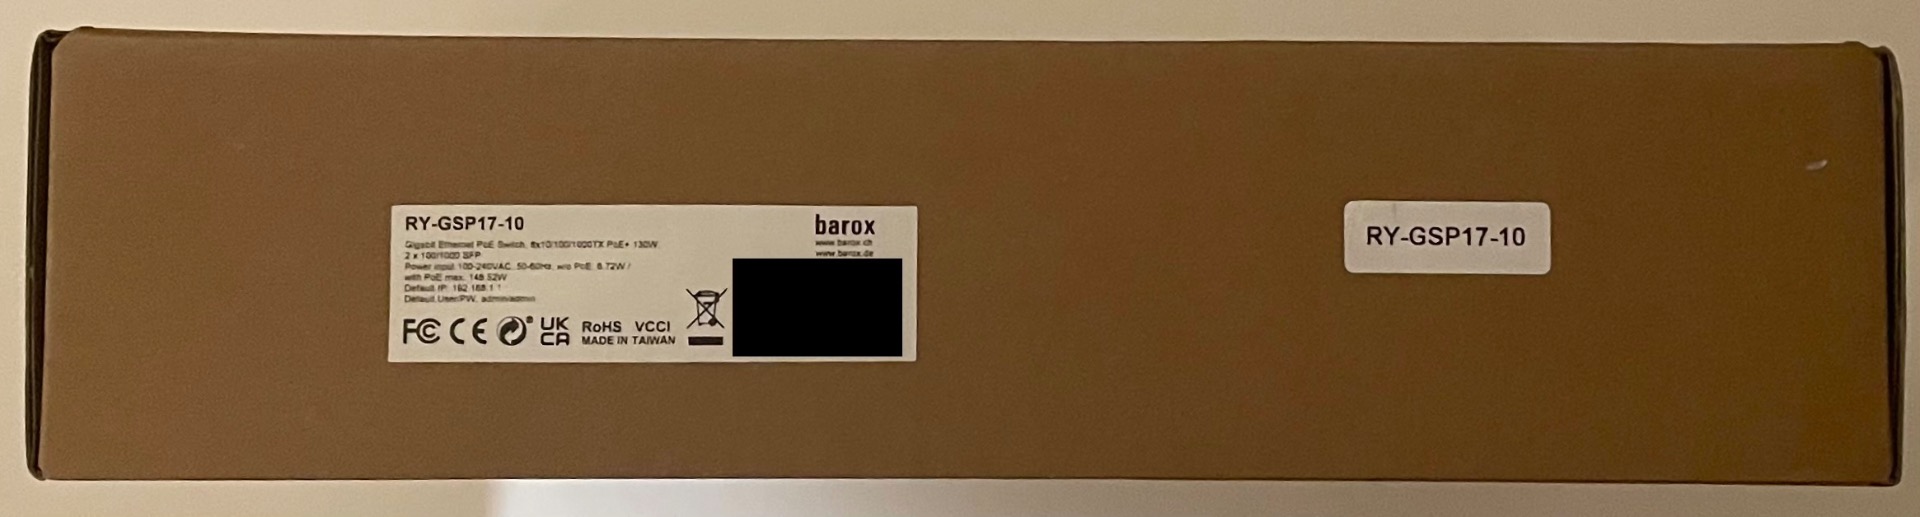 RY-GSP17-10
barox
www.barox.ch
www.barox.de
Gigabit Ethernet PoE Switch, 8x10/100/1000TX PoE+ 130W,
2 x 100/1000 SFP
Power input: 100-240VAC, 50-60Hz, w/o PoE: 8.72W /
with PoE max. 148.52W
Default IP: 192.168.1.1
Default User/PW: admin/admin
FC CE UK
CA
RoHS VCCI
MADE IN TAIWAN
RY-GSP17-10